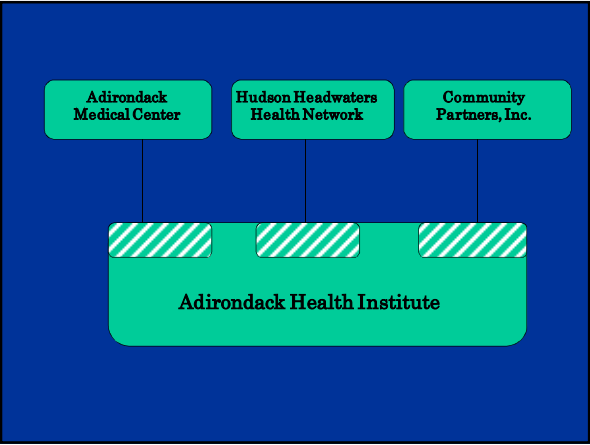 Adirondack
Medical Center
Hudson Headwaters
Health Network
Community
Partners, Inc.
Adirondack Health Institute